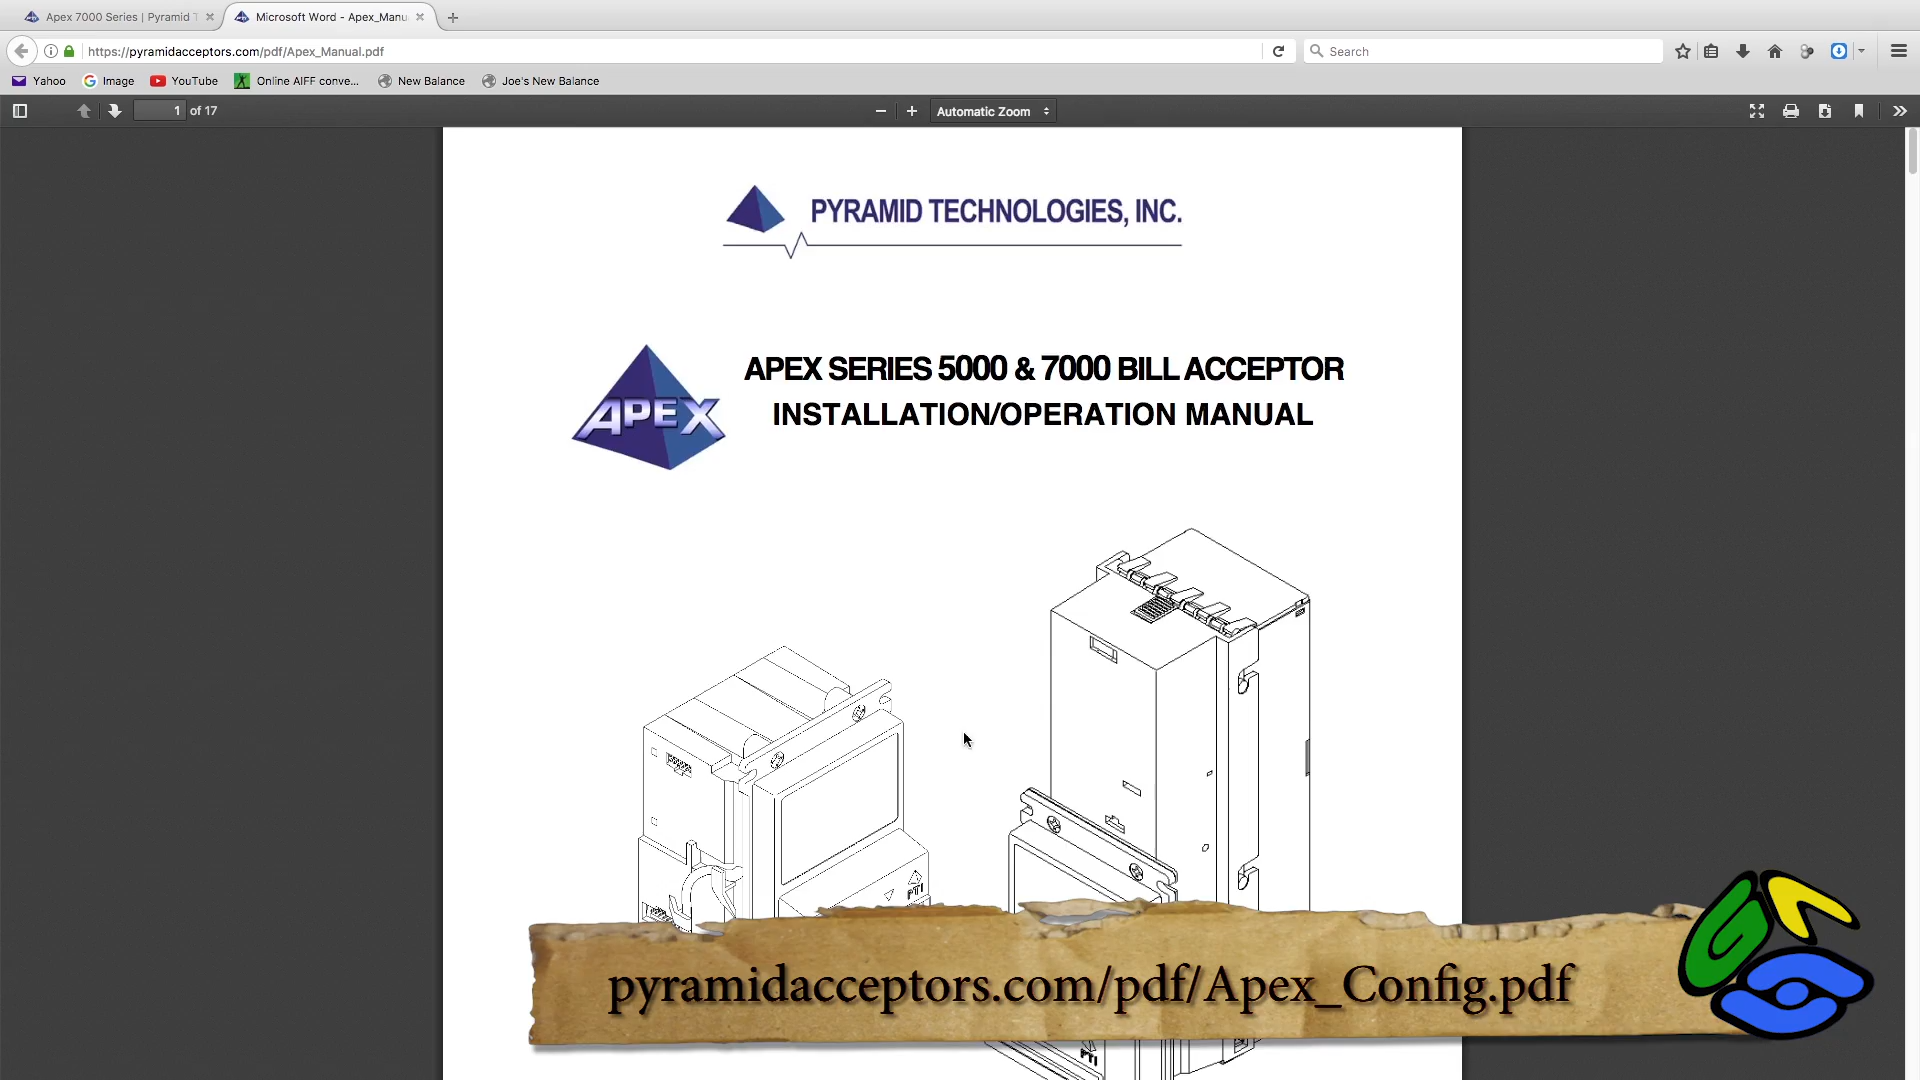 Apex 7000 Series | Pyramid T
Microsoft Word - Apex_Manu
https://pyramidacceptors.com/pdf/Apex_Manual.pdf
Search
Yahoo
Image
YouTube
Online AIFF conve...
New Balance
Joe's New Balance
1 of 17
Automatic Zoom
PYRAMID TECHNOLOGIES, INC.
APEX SERIES 5000 & 7000 BILL ACCEPTOR
INSTALLATION/OPERATION MANUAL
APEX
PTI
pyramidacceptors.com/pdf/Apex_Config.pdf
PTI